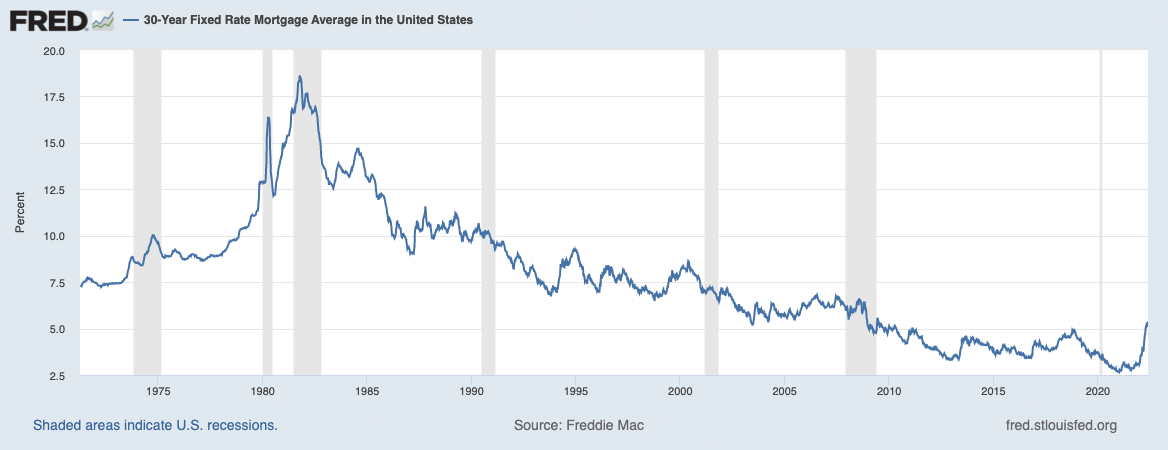 FRED 30-Year Fixed Rate Mortgage Average in the United States
20.0
17.5
15.0
12.5
10.0
7.5
5.0
2.5
Percent
1975 1980 1985 1990 1995 2000 2005 2010 2015 2020
Shaded areas indicate U.S. recessions. Source: Freddie Mac fred.stlouisfed.org